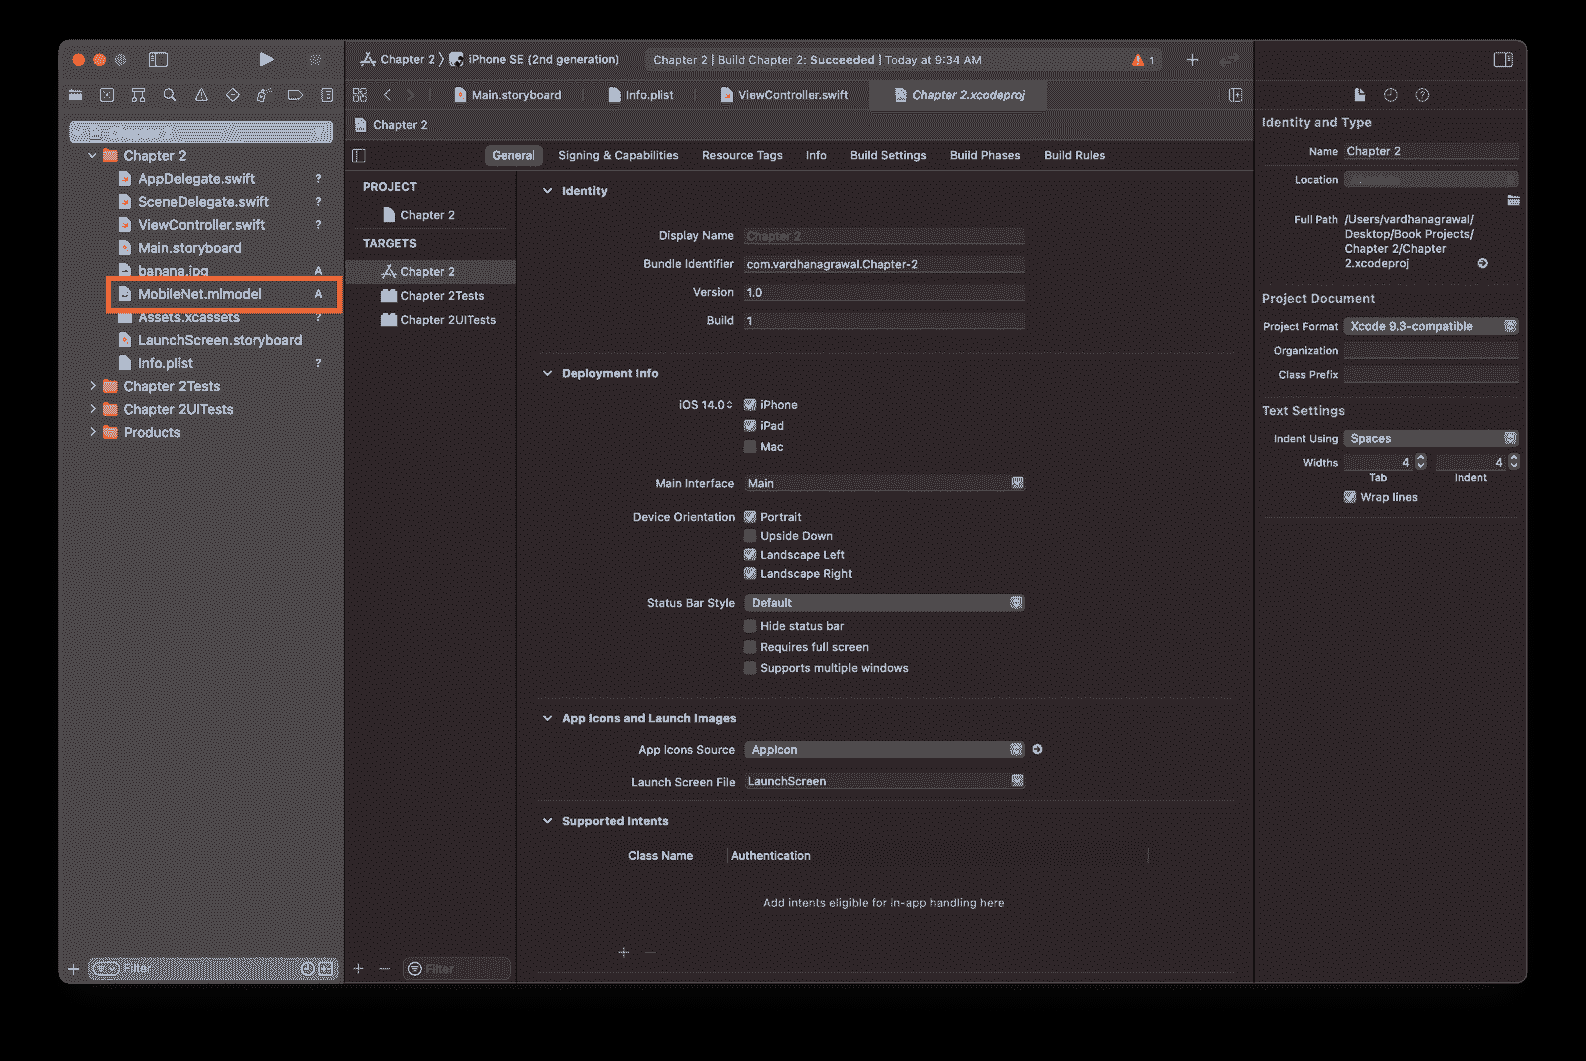 Chapter 2 ⟩ iPhone SE (2nd generation)
Chapter 2 | Build Chapter 2: Succeeded | Today at 9:34 AM
1
Main.storyboard
Info.plist
ViewController.swift
Chapter 2.xcodeproj
Chapter 2
Chapter 2
AppDelegate.swift ?
SceneDelegate.swift ?
ViewController.swift ?
Main.storyboard
banana.jpg A
MobileNet.mlmodel A
Assets.xcassets ?
LaunchScreen.storyboard
Info.plist ?
Chapter 2Tests
Chapter 2UITests
Products
Filter
General
Signing & Capabilities
Resource Tags
Info
Build Settings
Build Phases
Build Rules
PROJECT
Chapter 2
TARGETS
Chapter 2
Chapter 2Tests
Chapter 2UITests
Filter
Identity
Display Name Chapter 2
Bundle Identifier com.vardhanagrawal.Chapter-2
Version 1.0
Build 1
Deployment Info
iOS 14.0 iPhone
iPad
Mac
Main Interface Main
Device Orientation Portrait
Upside Down
Landscape Left
Landscape Right
Status Bar Style Default
Hide status bar
Requires full screen
Supports multiple windows
App Icons and Launch Images
App Icons Source AppIcon
Launch Screen File LaunchScreen
Supported Intents
Class Name Authentication
Add intents eligible for in-app handling here
Identity and Type
Name Chapter 2
Location
Full Path /Users/vardhanagrawal/
Desktop/Book Projects/
Chapter 2/Chapter
2.xcodeproj
Project Document
Project Format Xcode 9.3-compatible
Organization
Class Prefix
Text Settings
Indent Using Spaces
Widths 4 4
Tab Indent
Wrap lines